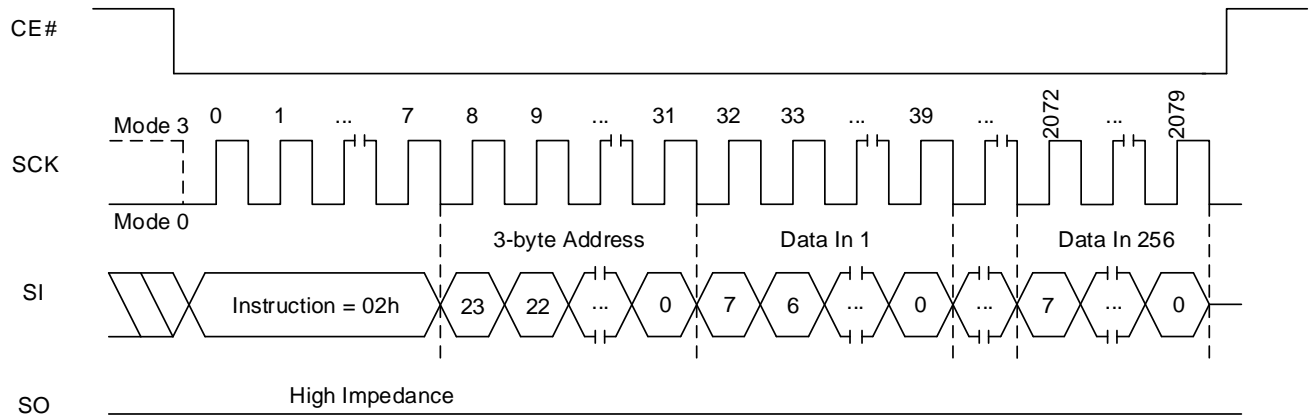 CE#
0 1 ... 7 8 9 ... 31 32 33 ... 39 ... 2072 ... 2079
Mode 3
SCK
Mode 0
3-byte Address Data In 1 Data In 256
SI Instruction = 02h 23 22 ... 0 7 6 ... 0 ... 7 ... 0
High Impedance
SO